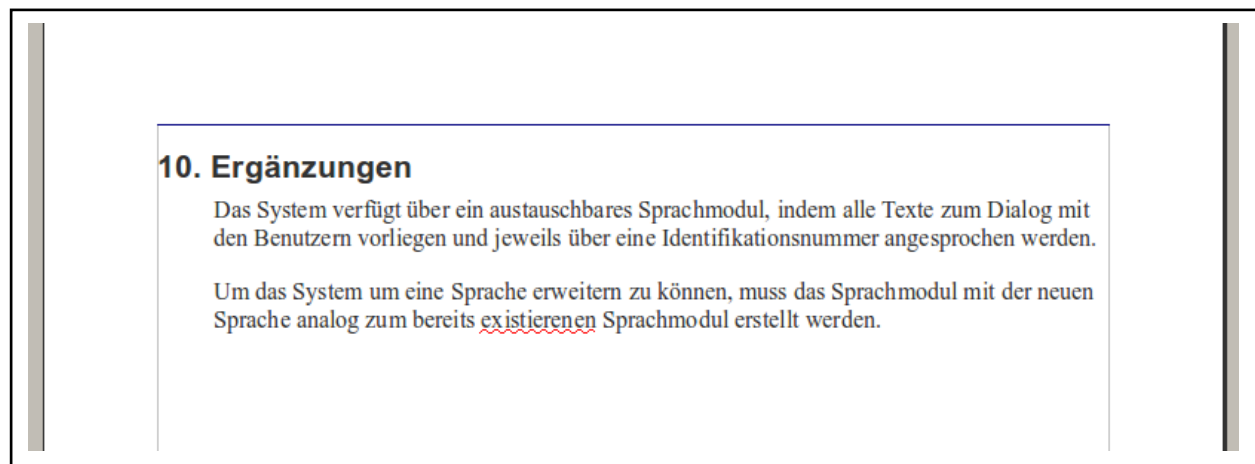 10. Ergänzungen
Das System verfügt über ein austauschbares Sprachmodul, indem alle Texte zum Dialog mit
den Benutzern vorliegen und jeweils über eine Identifikationsnummer angesprochen werden.
Um das System um eine Sprache erweitern zu können, muss das Sprachmodul mit der neuen
Sprache analog zum bereits existierenen Sprachmodul erstellt werden.